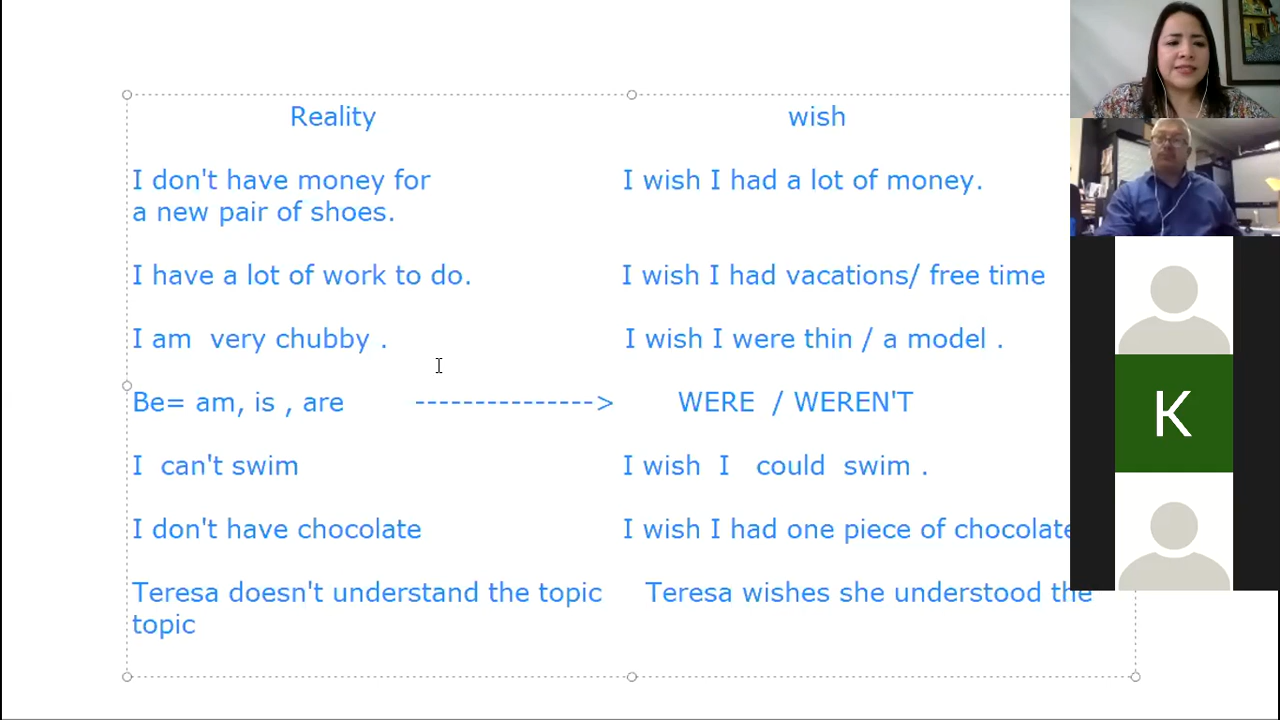 Reality wish
I don't have money for I wish I had a lot of money.
a new pair of shoes.
I have a lot of work to do. I wish I had vacations/ free time
I am very chubby . I wish I were thin / a model .
Be= am, is , are ---------------> WERE / WEREN'T
I can't swim I wish I could swim .
I don't have chocolate I wish I had one piece of chocolate
Teresa doesn't understand the topic Teresa wishes she understood the
topic
K